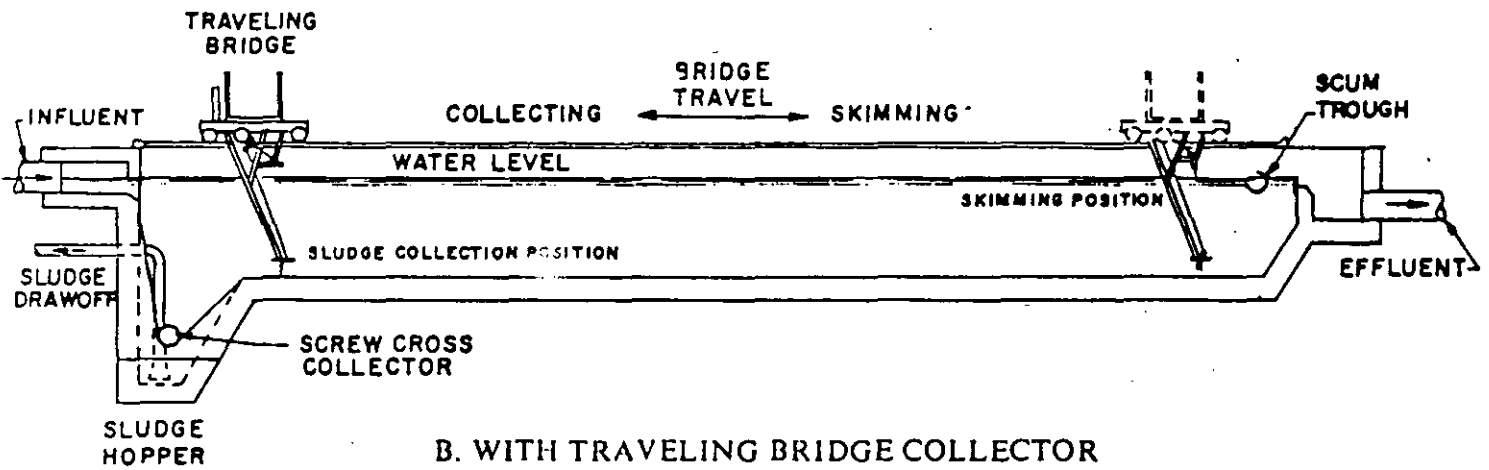 TRAVELING
BRIDGE
BRIDGE
TRAVEL
COLLECTING
SKIMMING
SCUM
TROUGH
INFLUENT
WATER LEVEL
SKIMMING POSITION
SLUDGE COLLECTION POSITION
SLUDGE
DRAWOFF
EFFLUENT
SCREW CROSS
COLLECTOR
SLUDGE
HOPPER
B. WITH TRAVELING BRIDGE COLLECTOR